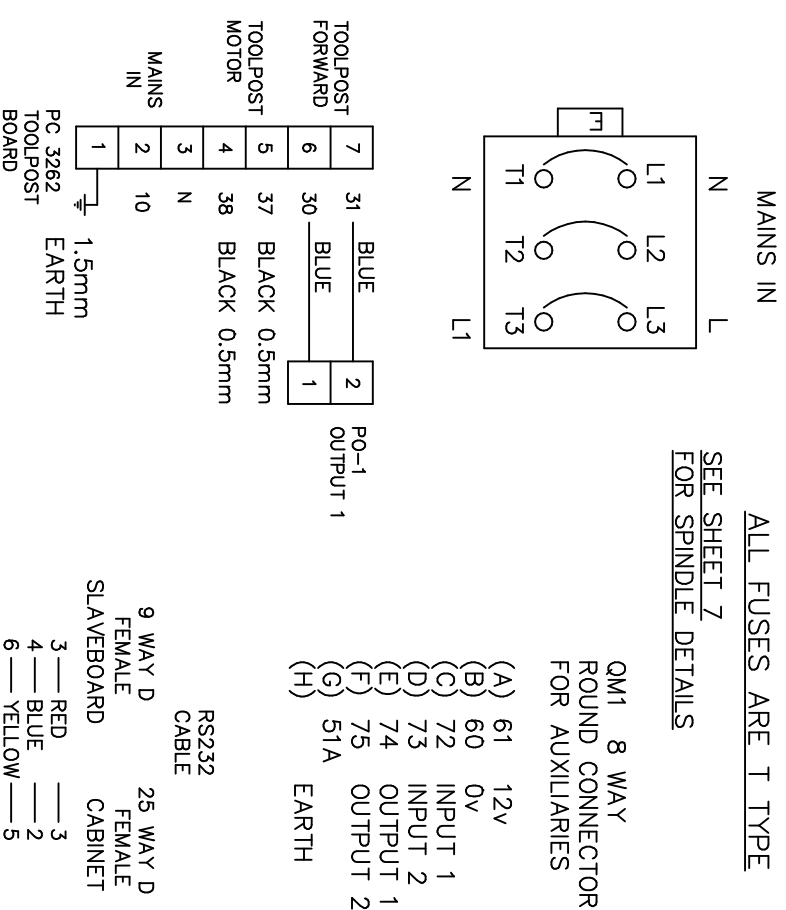 MAINS IN
N L
E
L1 L2 L3
T1 T2 T3
N L1
ALL FUSES ARE T TYPE
SEE SHEET 7
FOR SPINDLE DETAILS
TOOLPOST
FORWARD
TOOLPOST
MOTOR
MAINS
IN
7 31 BLUE 2
6 30 BLUE 1
5 37 BLACK 0.5mm
4 38 BLACK 0.5mm
3 N
2 10
1
1.5mm
EARTH
PC 3262
TOOLPOST
BOARD
PO-1
OUTPUT 1
QM1 8 WAY
ROUND CONNECTOR
FOR AUXILIARIES
(A) 61 12v
(B) 60 0v
(C) 72 INPUT 1
(D) 73 INPUT 2
(E) 74 OUTPUT 1
(F) 75 OUTPUT 2
(G) 51A
(H) EARTH
RS232
CABLE
9 WAY D
FEMALE
SLAVEBOARD
25 WAY D
FEMALE
CABINET
3 RED 3
4 BLUE 2
6 YELLOW 5